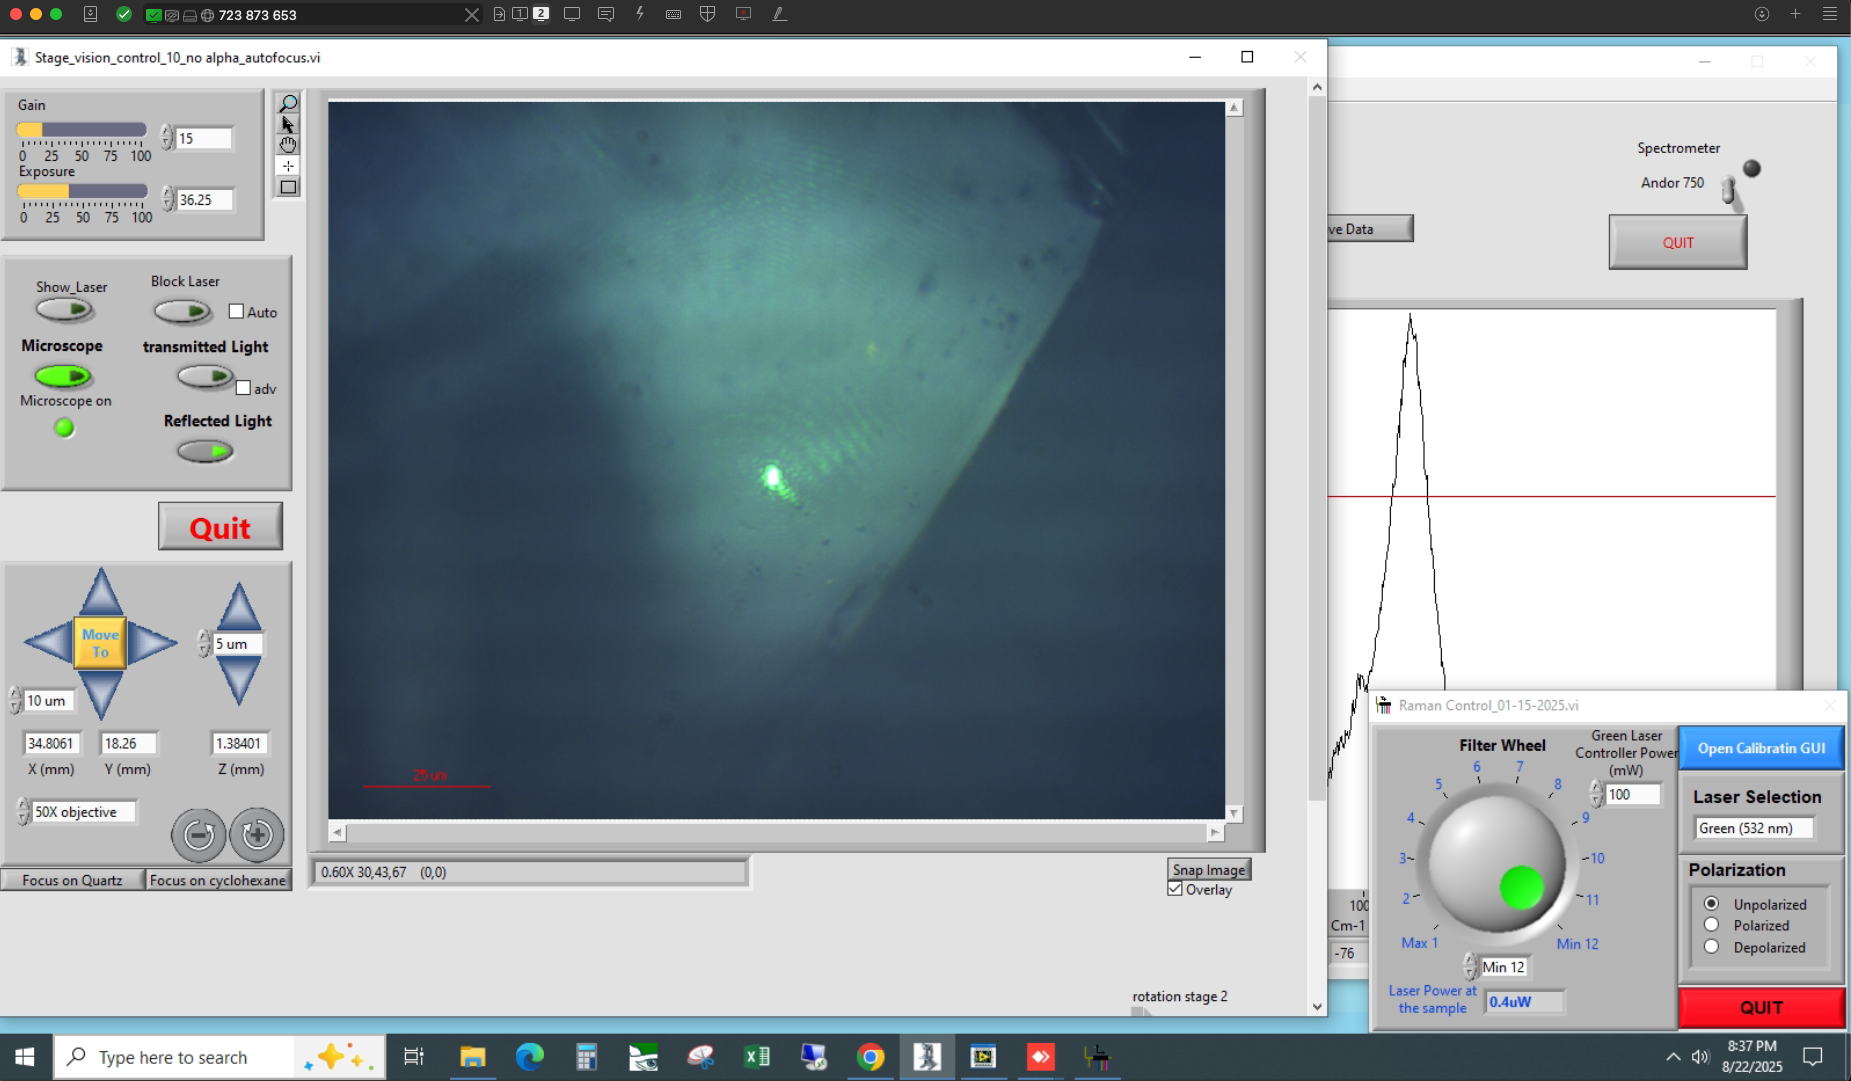 723 873 653
2
Stage_vision_control_10_no alpha_autofocus.vi
Gain
15
0 25 50 75 100
Exposure
36.25
0 25 50 75 100
Show_Laser
Block Laser
Auto
Microscope
transmitted Light
adv
Microscope on
Reflected Light
Quit
Move
To
5 um
10 um
34.8061
18.26
1.38401
X (mm)
Y (mm)
Z (mm)
50X objective
Focus on Quartz
Focus on cyclohexane
25 um
0.60X 30,43,67 (0,0)
Snap Image
Overlay
rotation stage 2
Spectrometer
Andor 750
ve Data
QUIT
100
Cm-1
-76
Raman Control_01-15-2025.vi
Filter Wheel
Green Laser
Controller Power
(mW)
100
Open Calibratin GUI
Laser Selection
Green (532 nm)
Polarization
Unpolarized
Polarized
Depolarized
Max 1
2
3
4
5
6
7
8
9
10
11
Min 12
Min 12
Laser Power at
the sample
0.4uW
QUIT
Type here to search
8:37 PM
8/22/2025